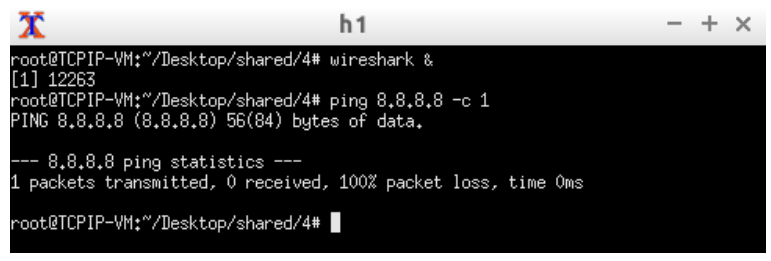 h1
root@TCPIP-VM:~/Desktop/shared/4# wireshark &
[1] 12263
root@TCPIP-VM:~/Desktop/shared/4# ping 8.8.8.8 -c 1
PING 8.8.8.8 (8.8.8.8) 56(84) bytes of data.
--- 8.8.8.8 ping statistics ---
1 packets transmitted, 0 received, 100% packet loss, time 0ms
root@TCPIP-VM:~/Desktop/shared/4#